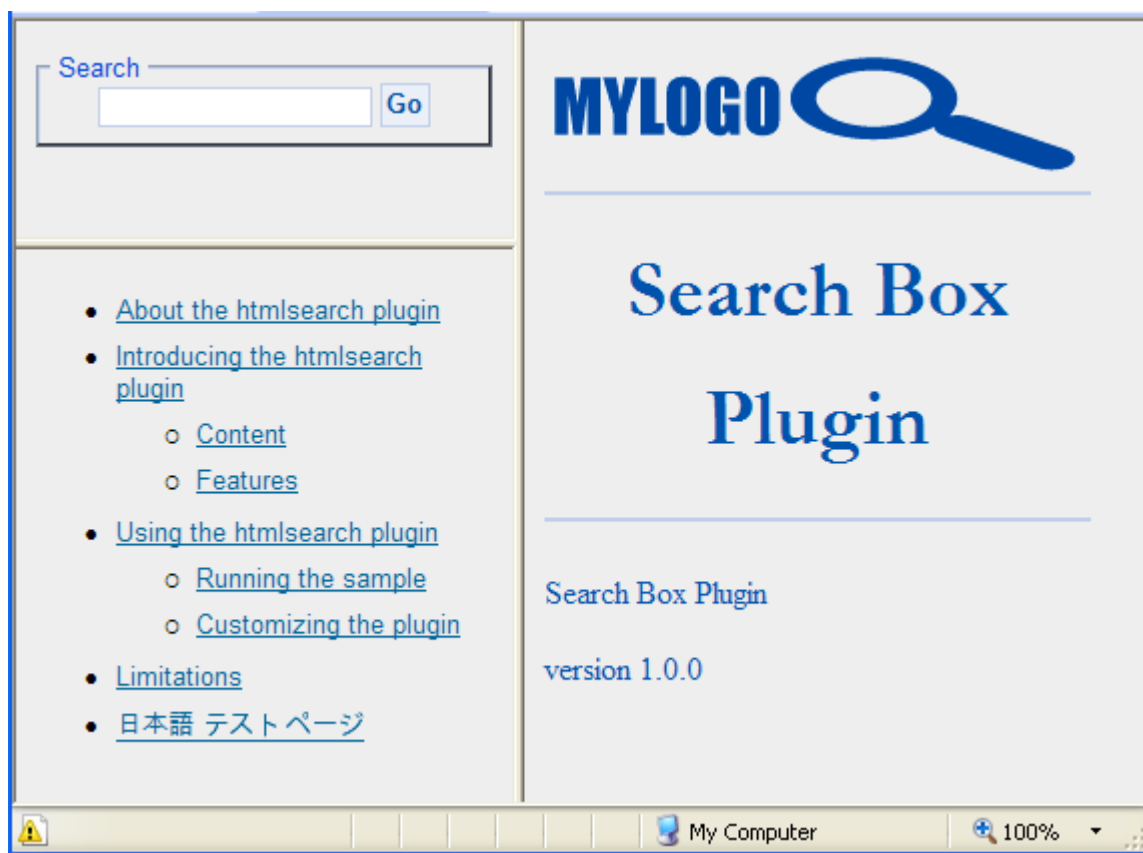 Search
Go
About the htmlsearch plugin
Introducing the htmlsearch
plugin
Content
Features
Using the htmlsearch plugin
Running the sample
Customizing the plugin
Limitations
日本語 テストページ
MYLOGO
Search Box
Plugin
Search Box Plugin
version 1.0.0
My Computer
100%